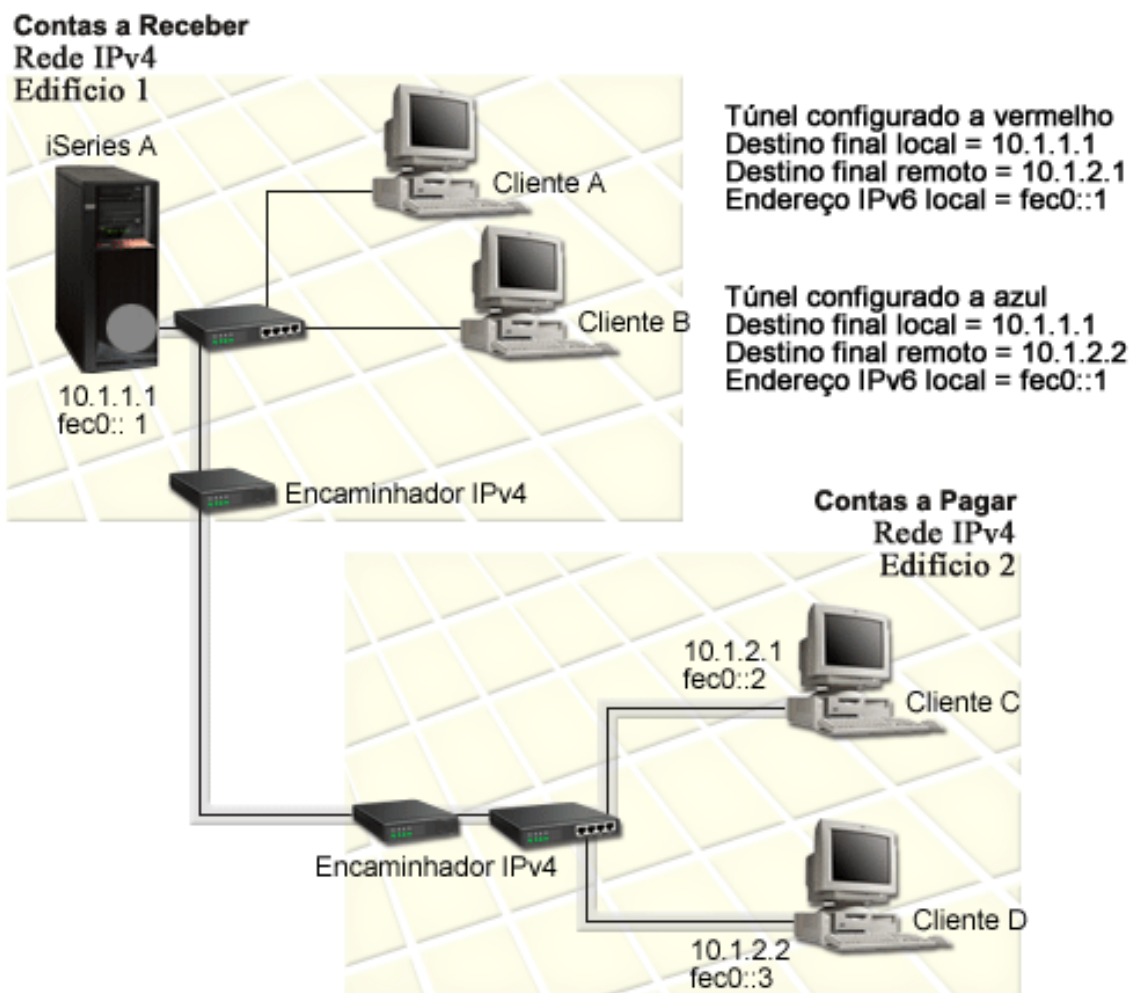 Contas a Receber
Rede IPv4
Edifício 1
iSeries A
Cliente A
Cliente B
10.1.1.1
fec0:: 1
Encaminhador IPv4
Túnel configurado a vermelho
Destino final local = 10.1.1.1
Destino final remoto = 10.1.2.1
Endereço IPv6 local = fec0::1
Túnel configurado a azul
Destino final local = 10.1.1.1
Destino final remoto = 10.1.2.2
Endereço IPv6 local = fec0::1
Contas a Pagar
Rede IPv4
Edifício 2
10.1.2.1
fec0::2
Cliente C
Encaminhador IPv4
Cliente D
10.1.2.2
fec0::3